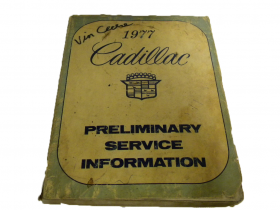 1977
Cadillac
PRELIMINARY
SERVICE
INFORMATION